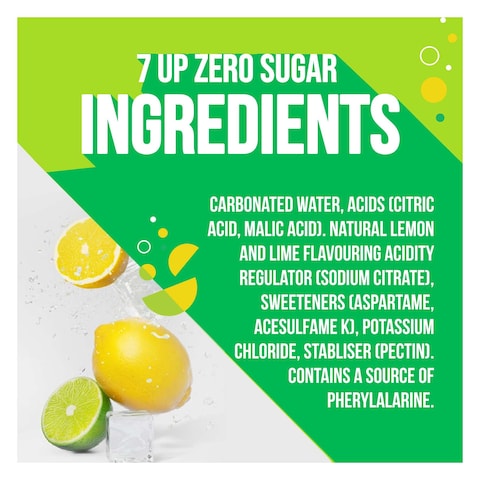 7 UP ZERO SUGAR
INGREDIENTS
CARBONATED WATER, ACIDS (CITRIC
ACID, MALIC ACID). NATURAL LEMON
AND LIME FLAVOURING ACIDITY
REGULATOR (SODIUM CITRATE),
SWEETENERS (ASPARTAME,
ACESULFAME K), POTASSIUM
CHLORIDE, STABLISER (PECTIN).
CONTAINS A SOURCE OF
PHERYLALARINE.